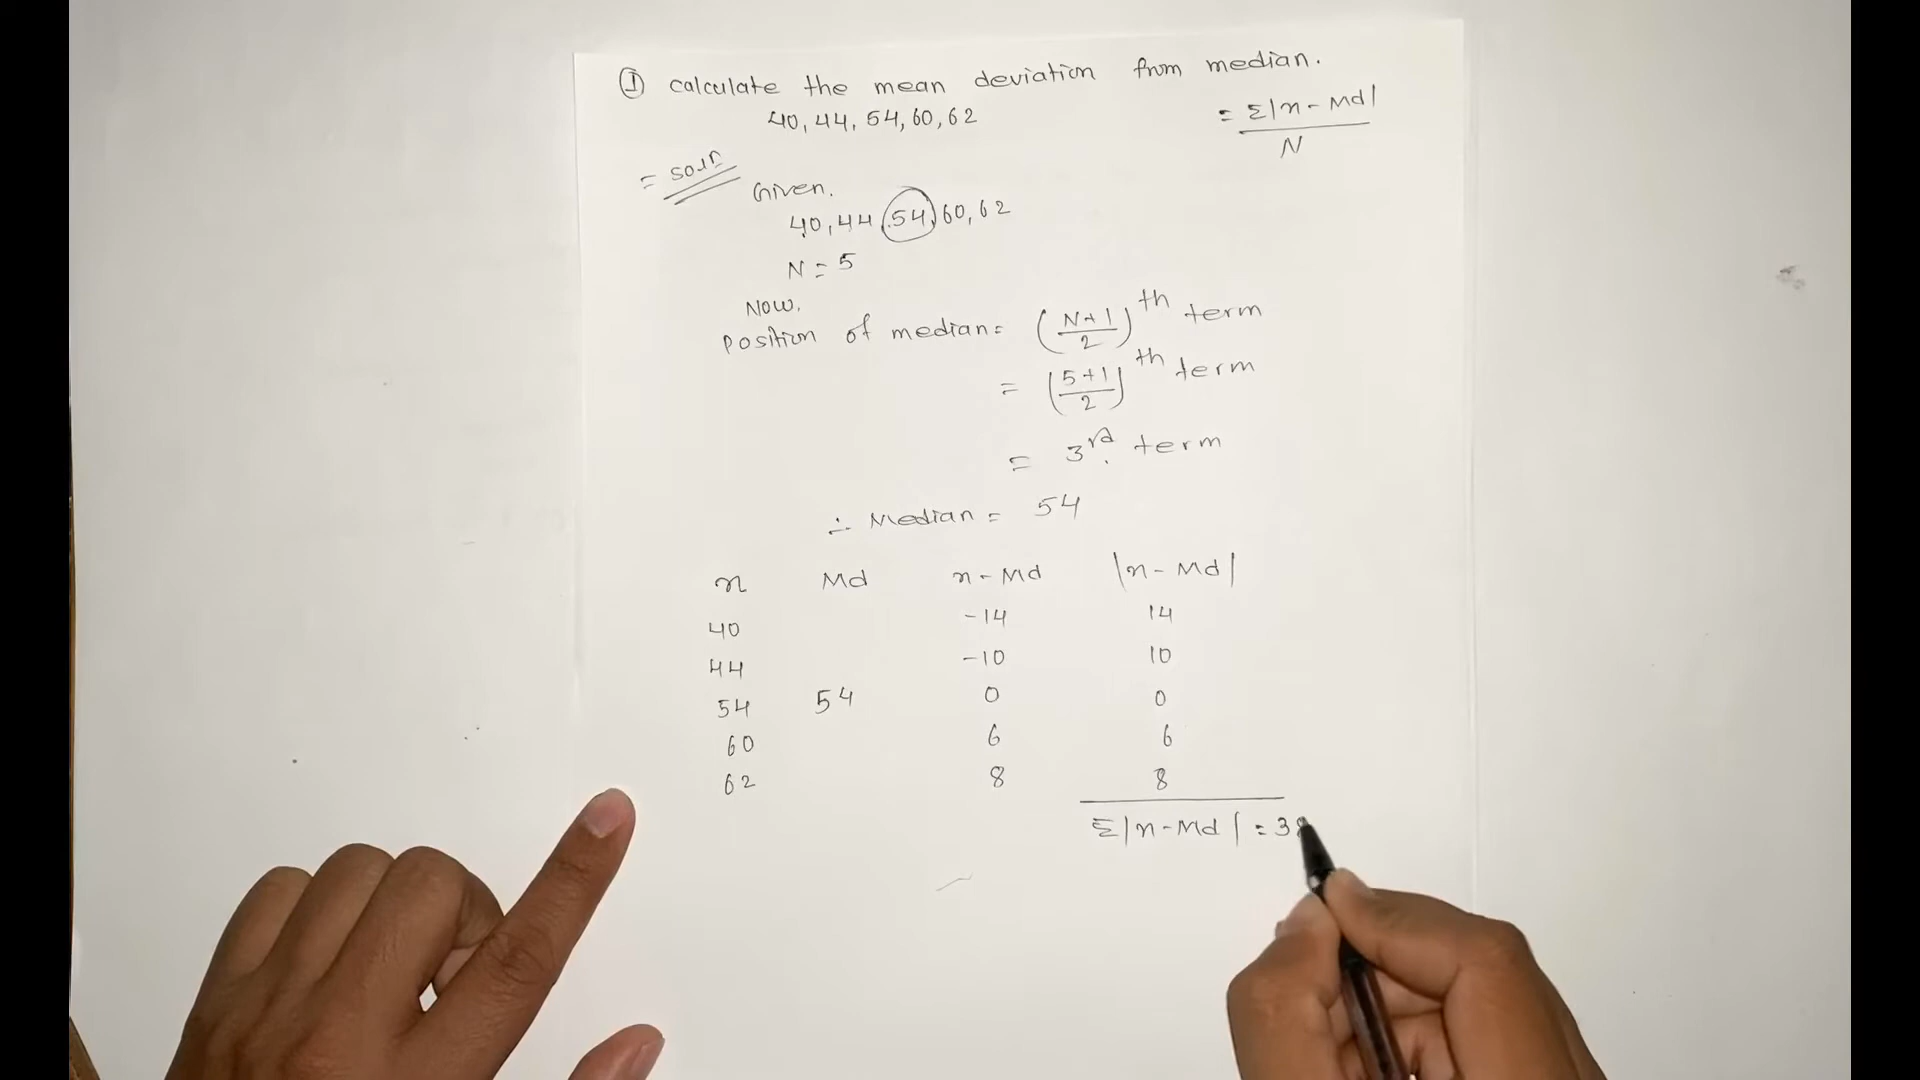 ① calculate the mean deviation from median.
40, 44, 54, 60, 62
= Σ|x - Md|
N
= soln
Given.
40, 44, 54, 60, 62
N = 5
Now,
position of median = (N+1/2)th term
= (5+1/2)th term
= 3rd term
∴ Median = 54
x Md x - Md |x - Md|
40 -14 14
44 -10 10
54 54 0 0
60 6 6
62 8 8
Σ|x - Md| = 38